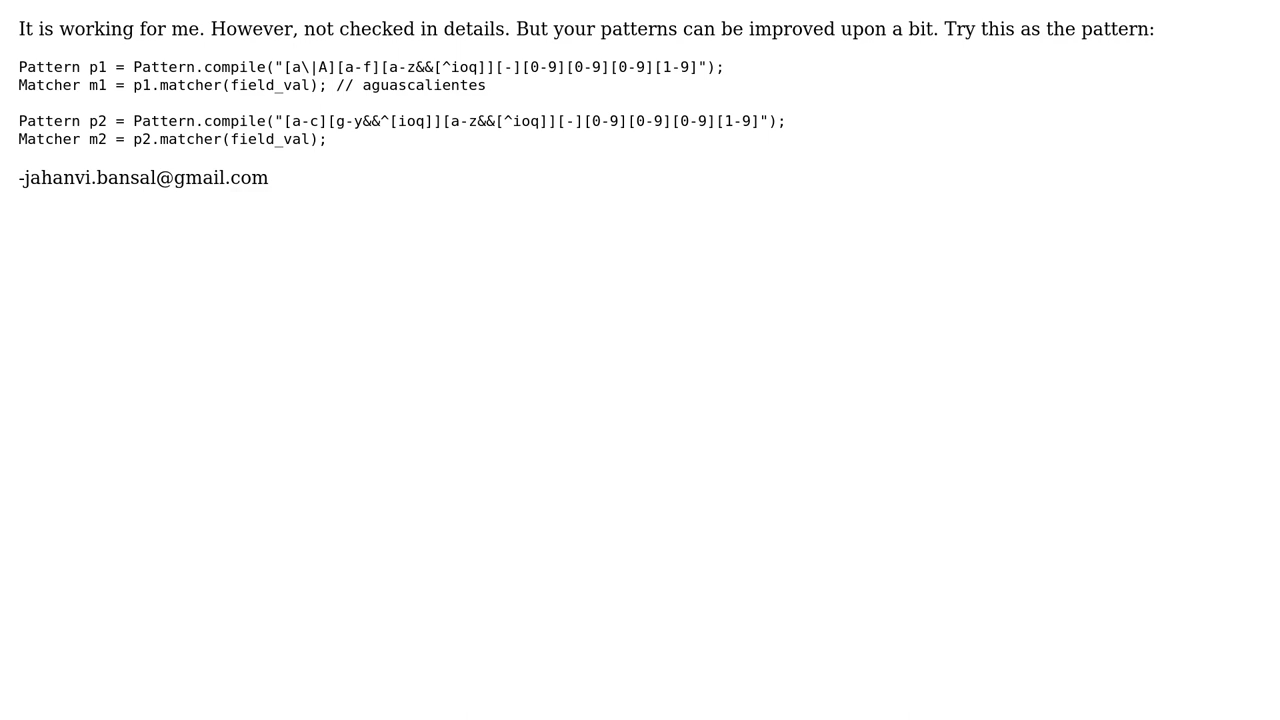 It is working for me. However, not checked in details. But your patterns can be improved upon a bit. Try this as the pattern:
Pattern p1 = Pattern.compile("[a\|A][a-f][a-z&&[^ioq]][-][0-9][0-9][0-9][1-9]");
Matcher m1 = p1.matcher(field_val); // aguascalientes
Pattern p2 = Pattern.compile("[a-c][g-y&&^[ioq]][a-z&&[^ioq]][-][0-9][0-9][0-9][1-9]");
Matcher m2 = p2.matcher(field_val);
-jahanvi.bansal@gmail.com